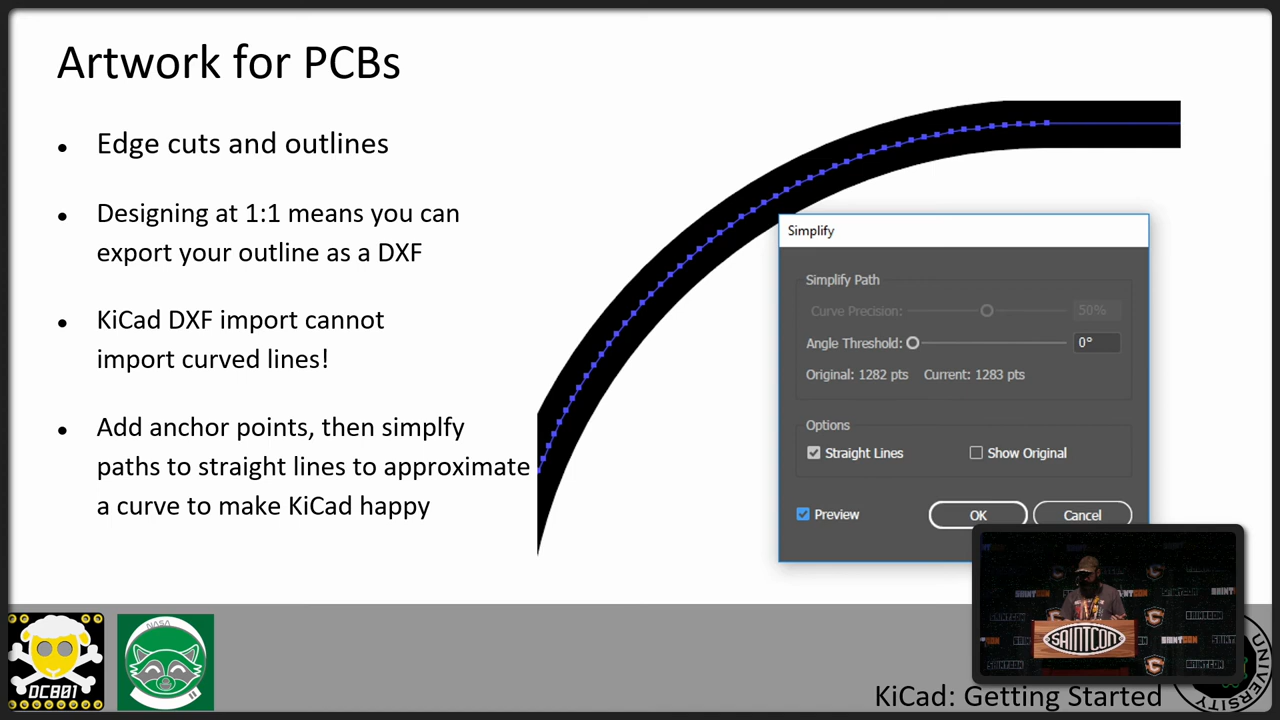 Artwork for PCBs
Edge cuts and outlines
Designing at 1:1 means you can
export your outline as a DXF
KiCad DXF import cannot
import curved lines!
Add anchor points, then simplfy
paths to straight lines to approximate
a curve to make KiCad happy
Simplify
Simplify Path
Curve Precision:
50%
Angle Threshold:
0°
Original: 1282 pts Current: 1283 pts
Options
Straight Lines
Show Original
Preview
OK
Cancel
DC801
NASA
SAINTCON
KiCad: Getting Started
UNIVERSITY